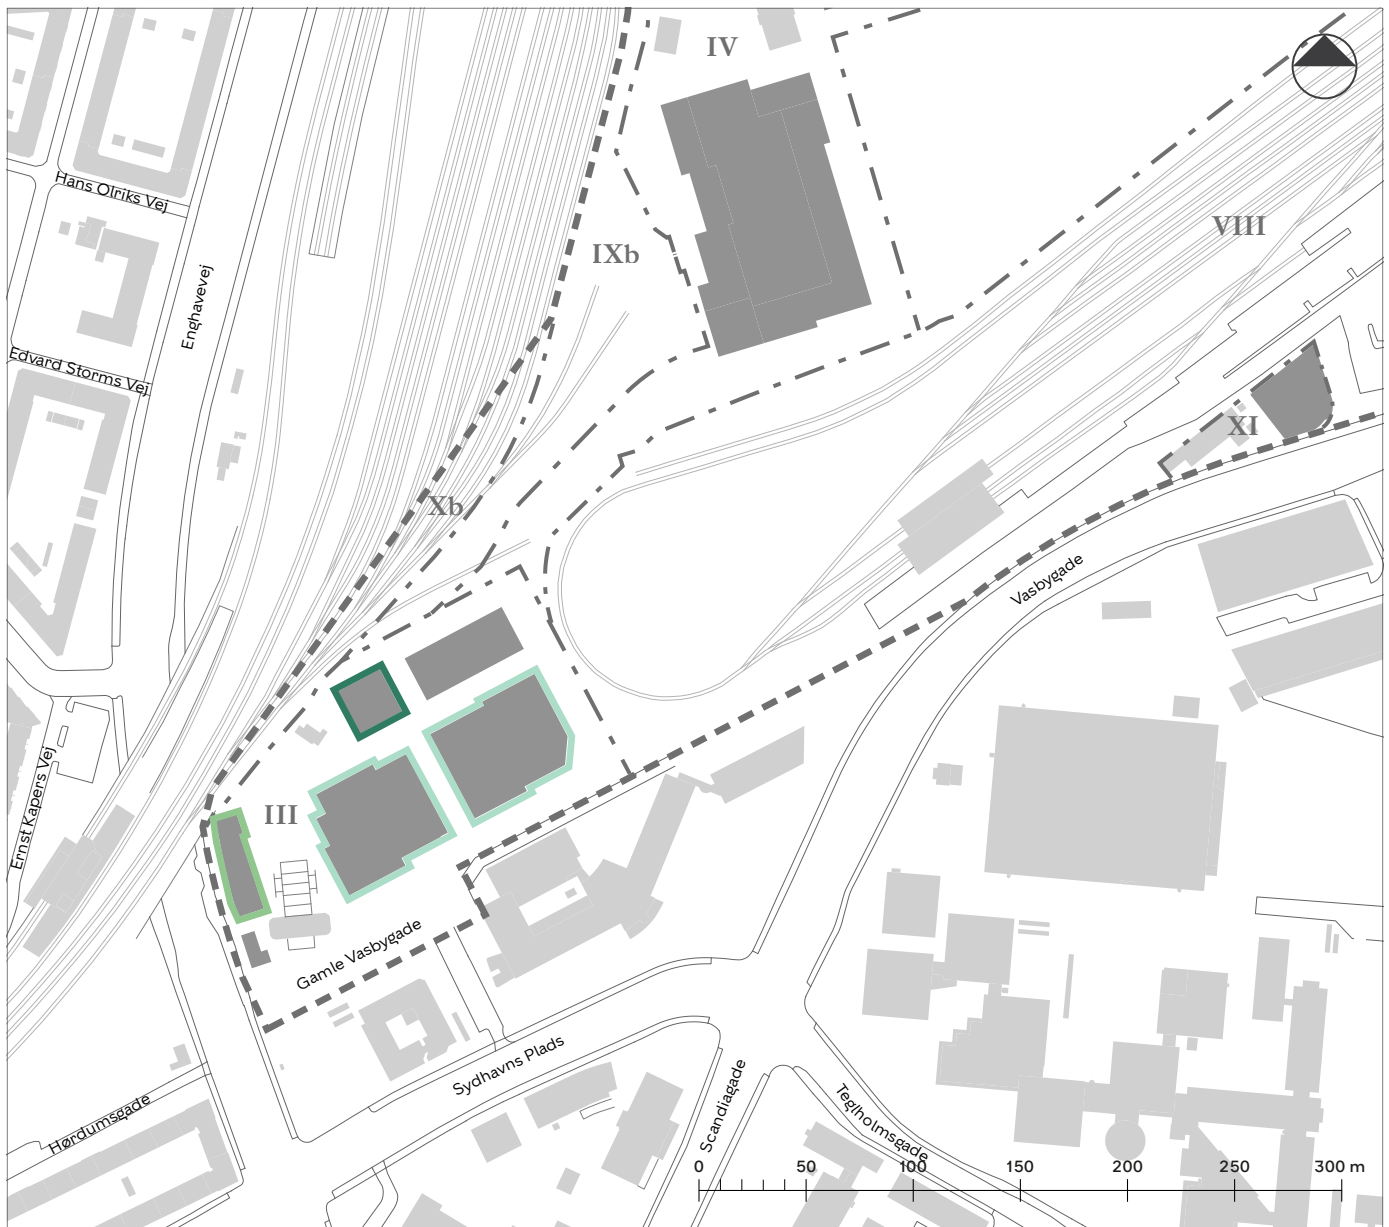 IV
Hans Olriks Vej
VIII
IXb
Enghavevej
Edvard Storms Vej
XI
Xb
Vasbygade
Ernst Kapers Vej
III
Gamle Vasbygade
Sydhavns Plads
Scandiagade
Teglholmsgade
Hørdumsgade
0 50 100 150 200 250 300 m